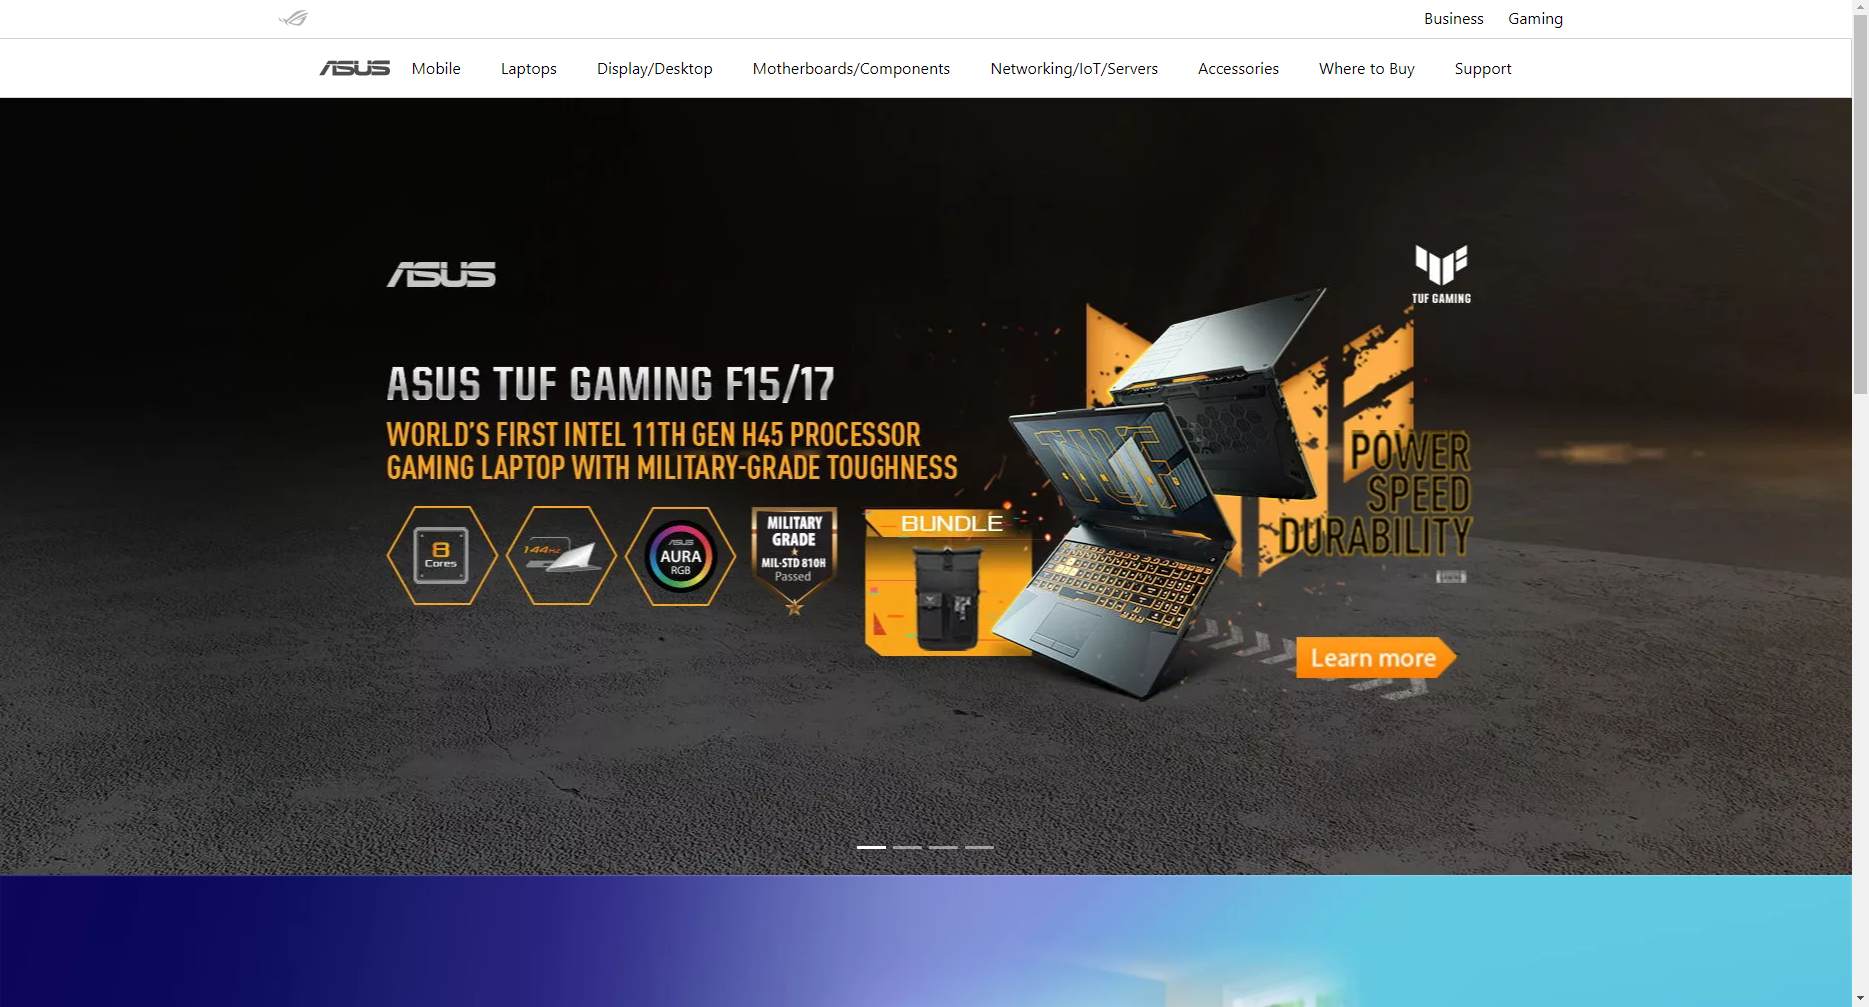 Business Gaming
ASUS Mobile Laptops Display/Desktop Motherboards/Components Networking/IoT/Servers Accessories Where to Buy Support
ASUS
TUF GAMING
ASUS TUF GAMING F15/17
WORLD'S FIRST INTEL 11TH GEN H45 PROCESSOR
GAMING LAPTOP WITH MILITARY-GRADE TOUGHNESS
POWER
SPEED
DURABILITY
8
Cores
144Hz
ASUS
AURA
RGB
MILITARY
GRADE
MIL-STD 810H
Passed
BUNDLE
TUF
Learn more